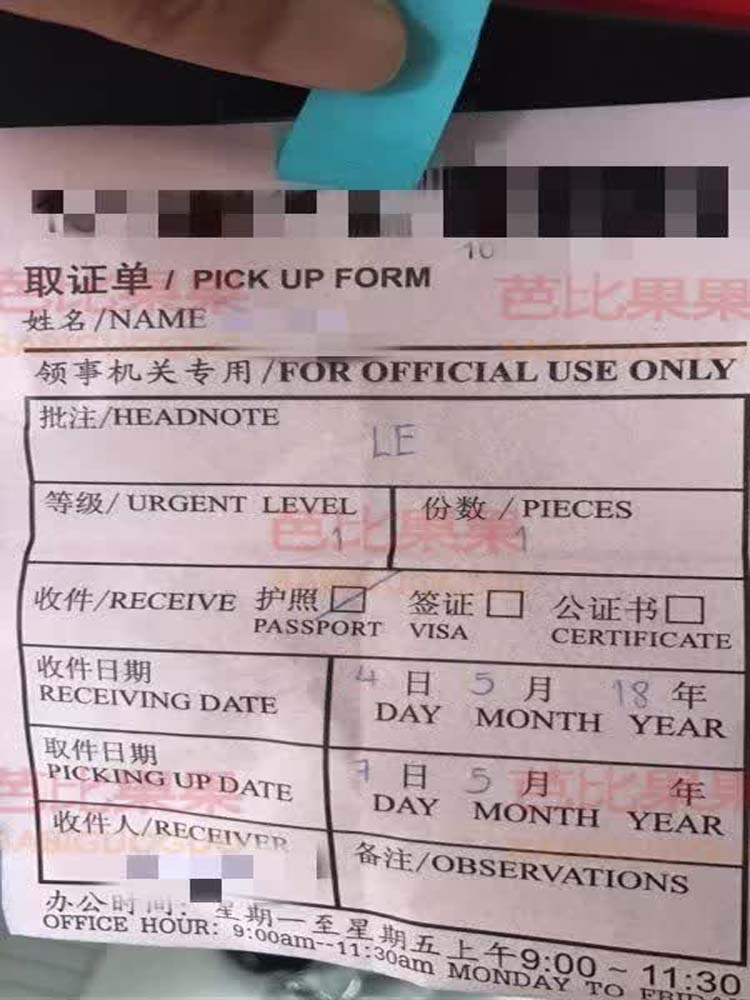 10
取证单 / PICK UP FORM
姓名/NAME
芭比果果
领事机关专用/FOR OFFICIAL USE ONLY
批注/HEADNOTE
LE
等级/ URGENT LEVEL 份数 / PIECES
1 1
芭比果果
收件/RECEIVE 护照 签证 公证书
PASSPORT VISA CERTIFICATE
收件日期 4 日 5 月 18 年
RECEIVING DATE DAY MONTH YEAR
取件日期 7 日 5 月 年
PICKING UP DATE DAY MONTH YEAR
芭比果果
收件人/RECEIVER 备注/OBSERVATIONS
办公时间: 星期一至星期五上午9:00 ~ 11:30
OFFICE HOUR: 9:00am--11:30am MONDAY TO